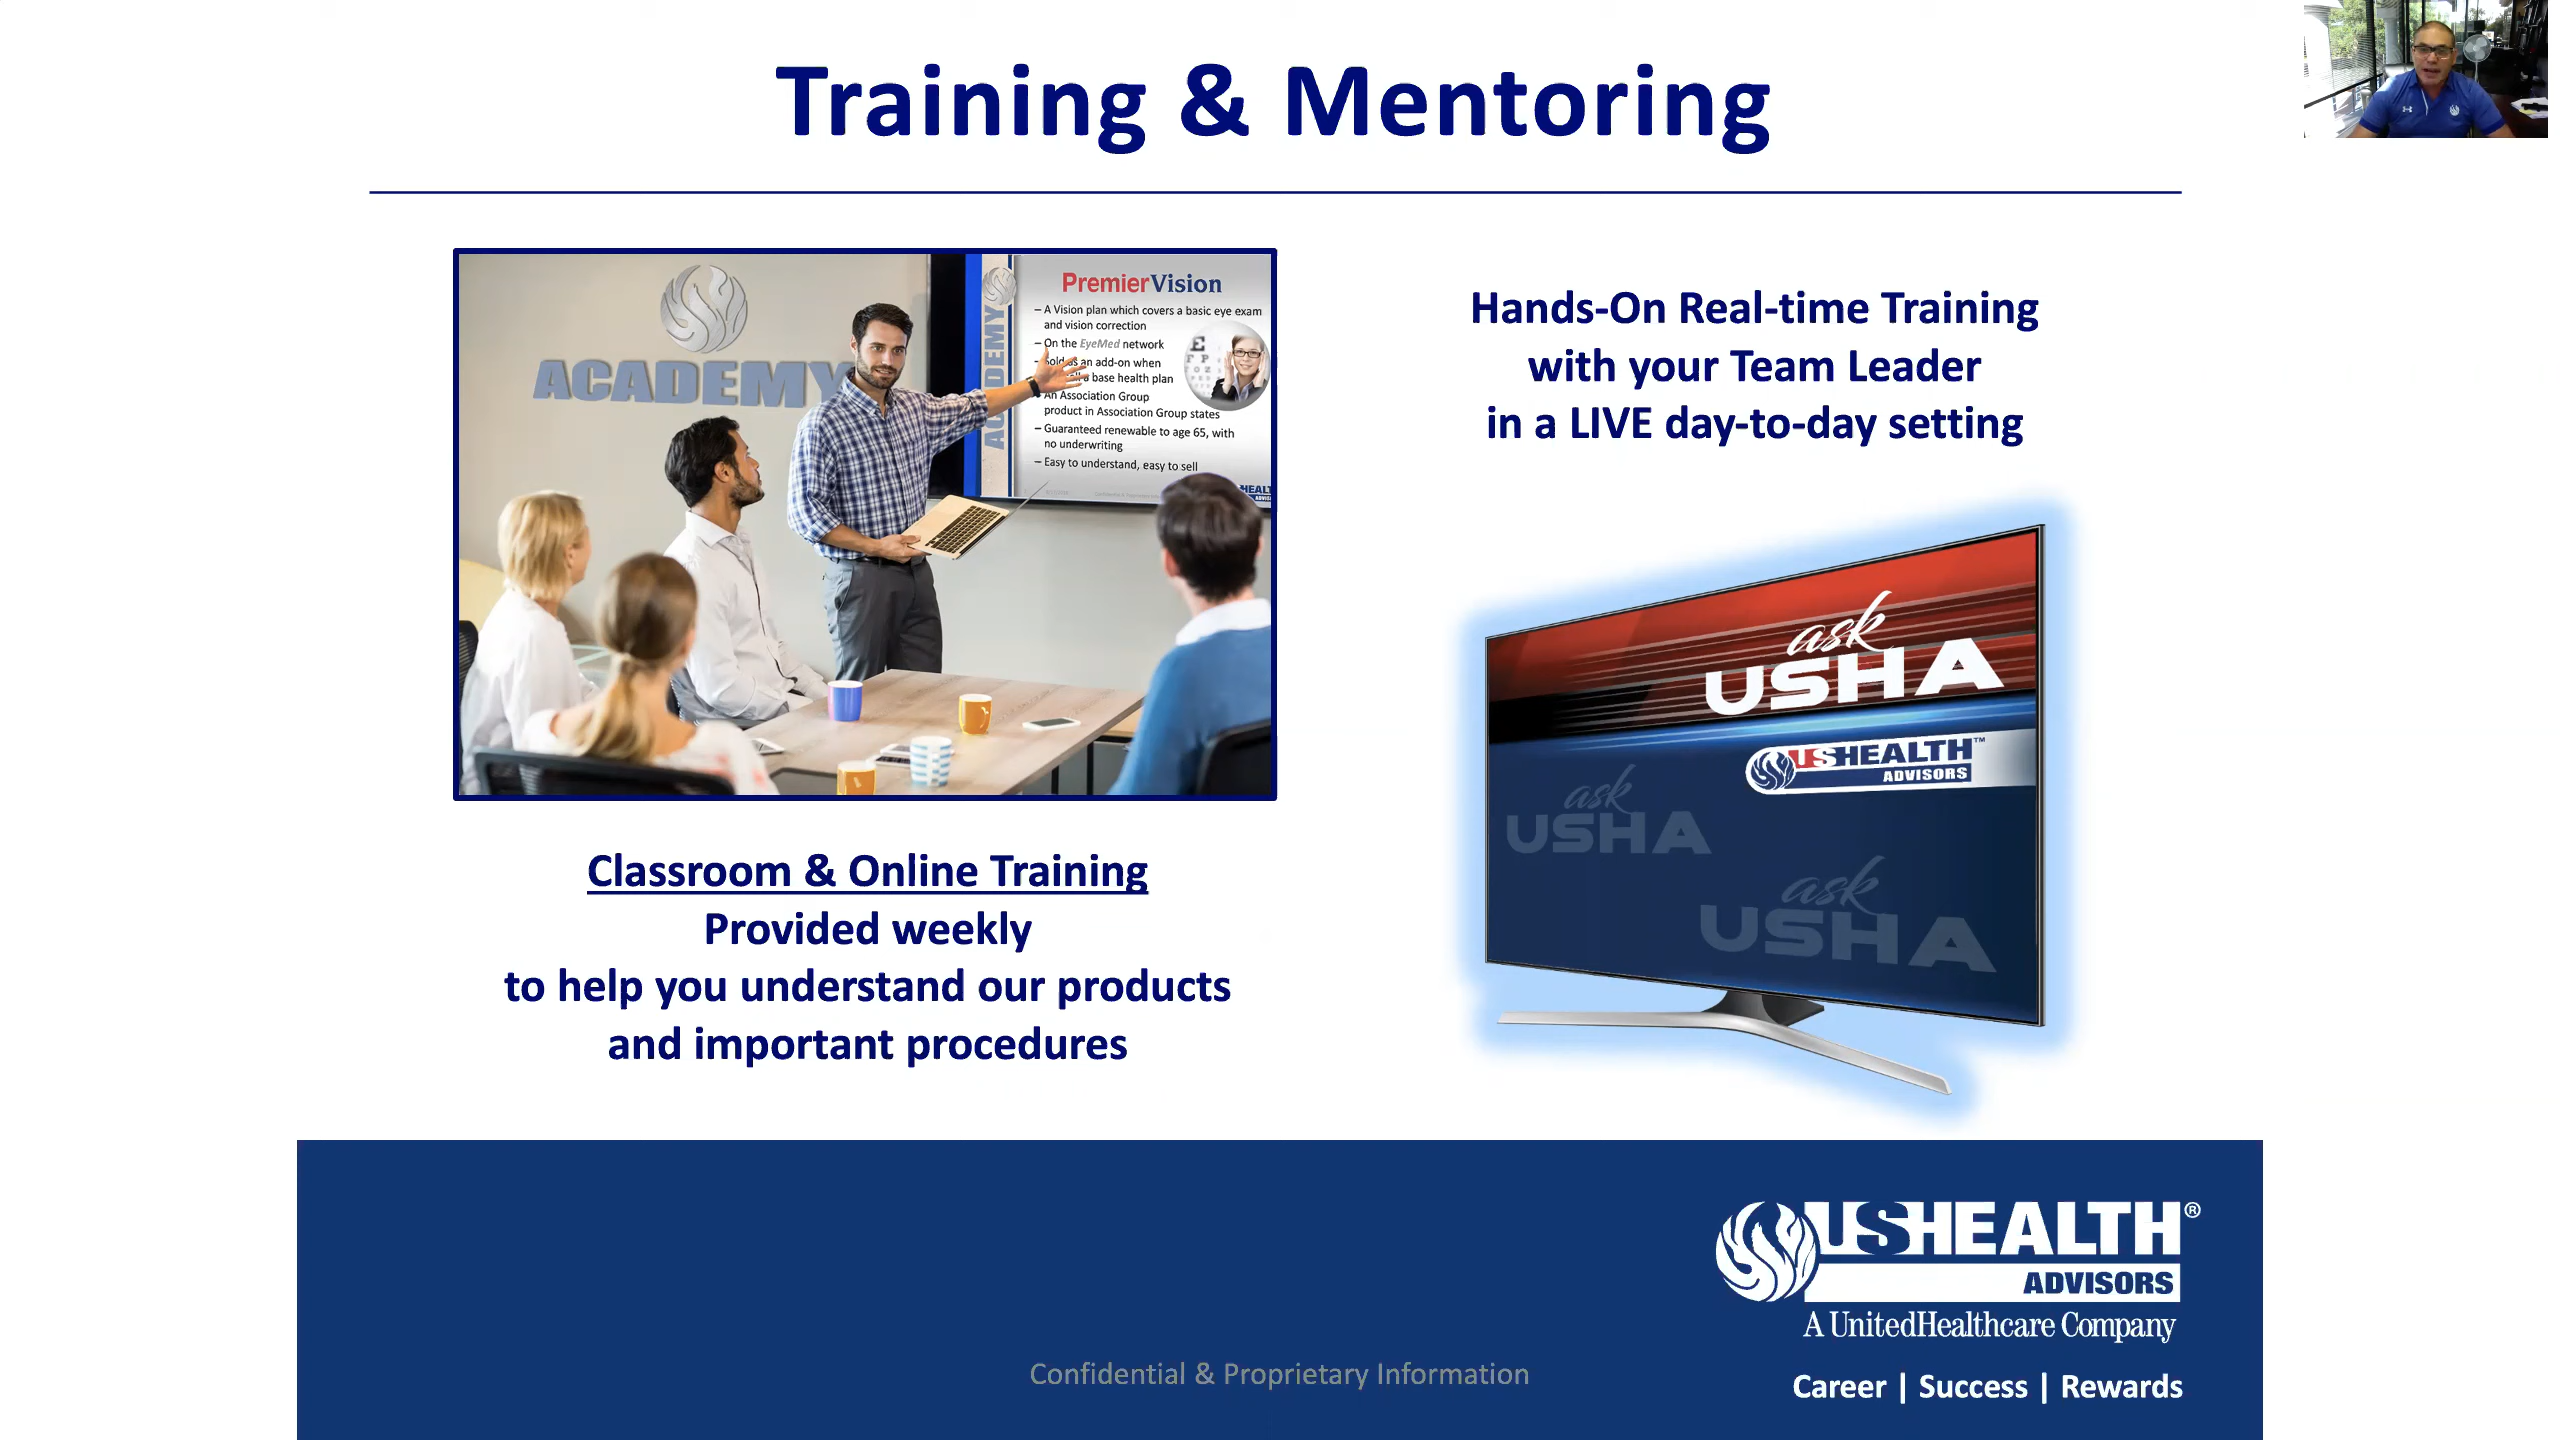 Training & Mentoring
ACADEMY
ACADEMY
PremierVision
– A Vision plan which covers a basic eye exam
and vision correction
– On the EyeMed network
– Sold as an add-on when
a base health plan
An Association Group
product in Association Group states
– Guaranteed renewable to age 65, with
no underwriting
– Easy to understand, easy to sell
Classroom & Online Training
Provided weekly
to help you understand our products
and important procedures
Hands-On Real-time Training
with your Team Leader
in a LIVE day-to-day setting
ask
USHA
USHEALTH™
ADVISORS
ask
USHA
ask
USHA
USHEALTH®
ADVISORS
A UnitedHealthcare Company
Career | Success | Rewards
Confidential & Proprietary Information